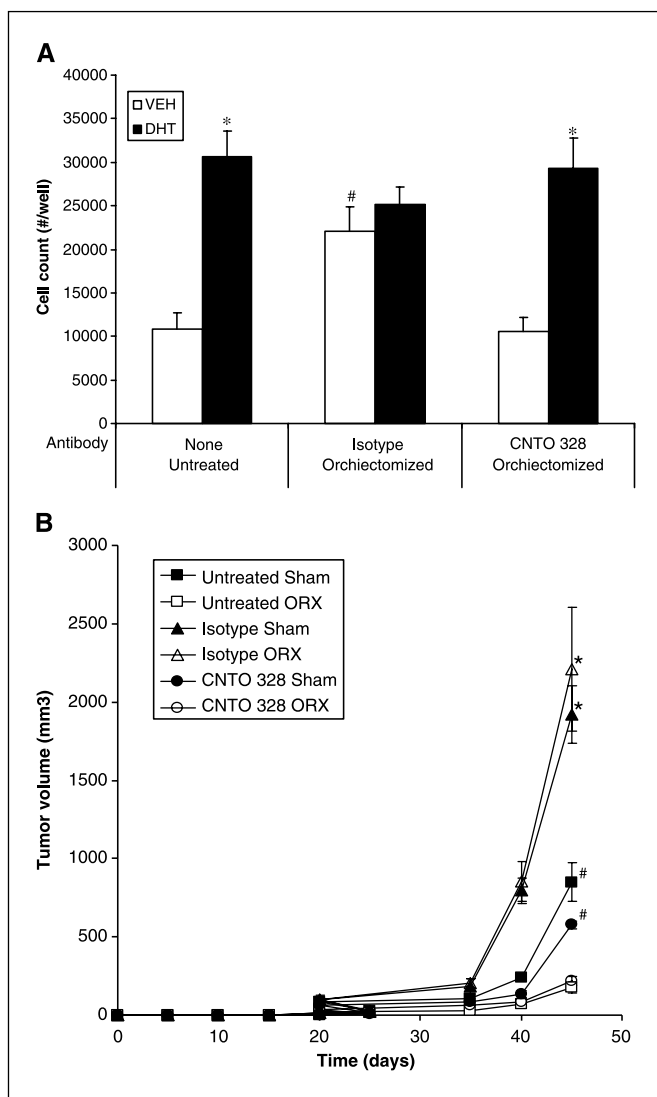 A
40000
35000
30000
25000
20000
15000
10000
5000
0
Cell count (#/well)
VEH
DHT
*
#
*
Antibody
None
Untreated
Isotype
Orchiectomized
CNTO 328
Orchiectomized
B
3000
2500
2000
1500
1000
500
0
Tumor volume (mm3)
Untreated Sham
Untreated ORX
Isotype Sham
Isotype ORX
CNTO 328 Sham
CNTO 328 ORX
*
*
#
#
0 10 20 30 40 50
Time (days)